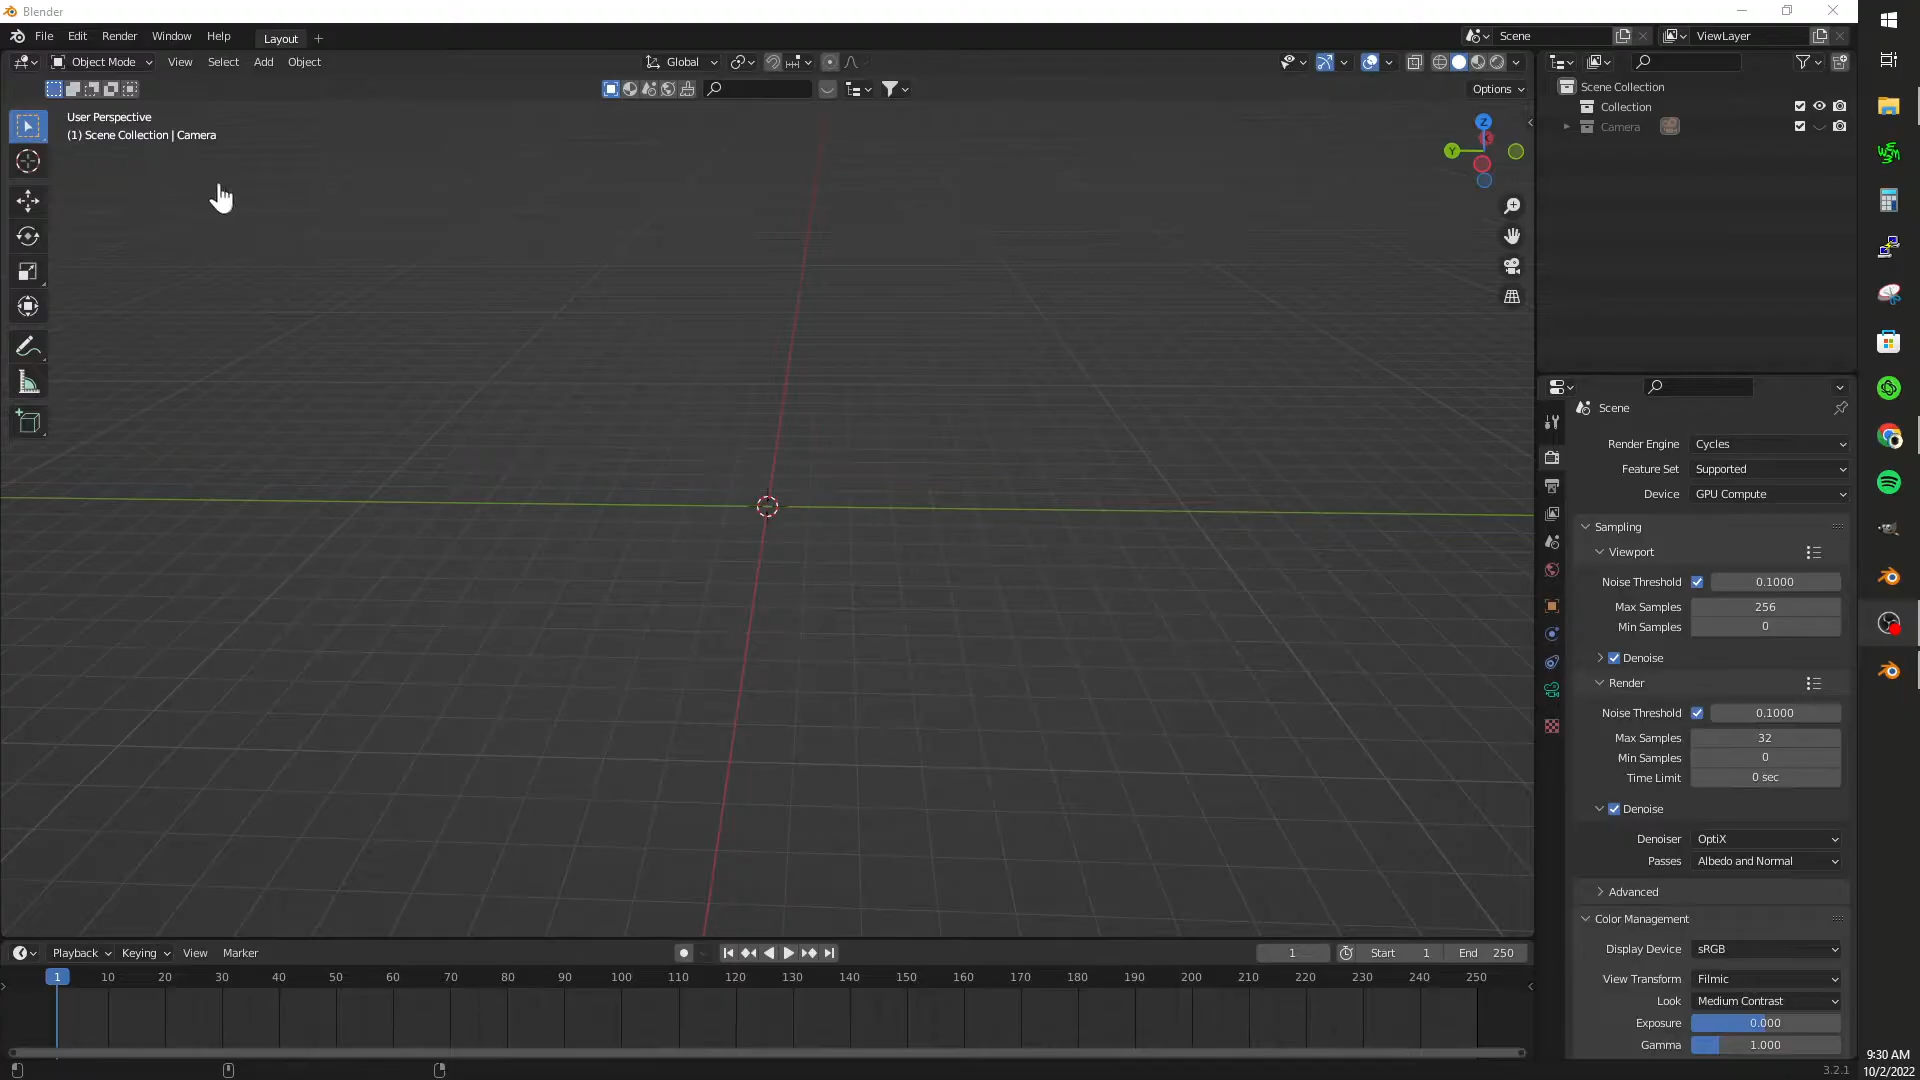 Blender
File Edit Render Window Help Layout Scene ViewLayer
Object Mode View Select Add Object Global
Options
User Perspective
(1) Scene Collection | Camera
Z
Y
Scene Collection
Collection
Camera
Scene
Render Engine Cycles
Feature Set Supported
Device GPU Compute
Sampling
Viewport
Noise Threshold 0.1000
Max Samples 256
Min Samples 0
Denoise
Render
Noise Threshold 0.1000
Max Samples 32
Min Samples 0
Time Limit 0 sec
Denoise
Denoiser OptiX
Passes Albedo and Normal
Advanced
Color Management
Display Device sRGB
View Transform Filmic
Look Medium Contrast
Exposure 0.000
Gamma 1.000
Playback Keying View Marker 1 Start 1 End 250
1 10 20 30 40 50 60 70 80 90 100 110 120 130 140 150 160 170 180 190 200 210 220 230 240 250
3.2.1
9:30 AM
10/2/2022